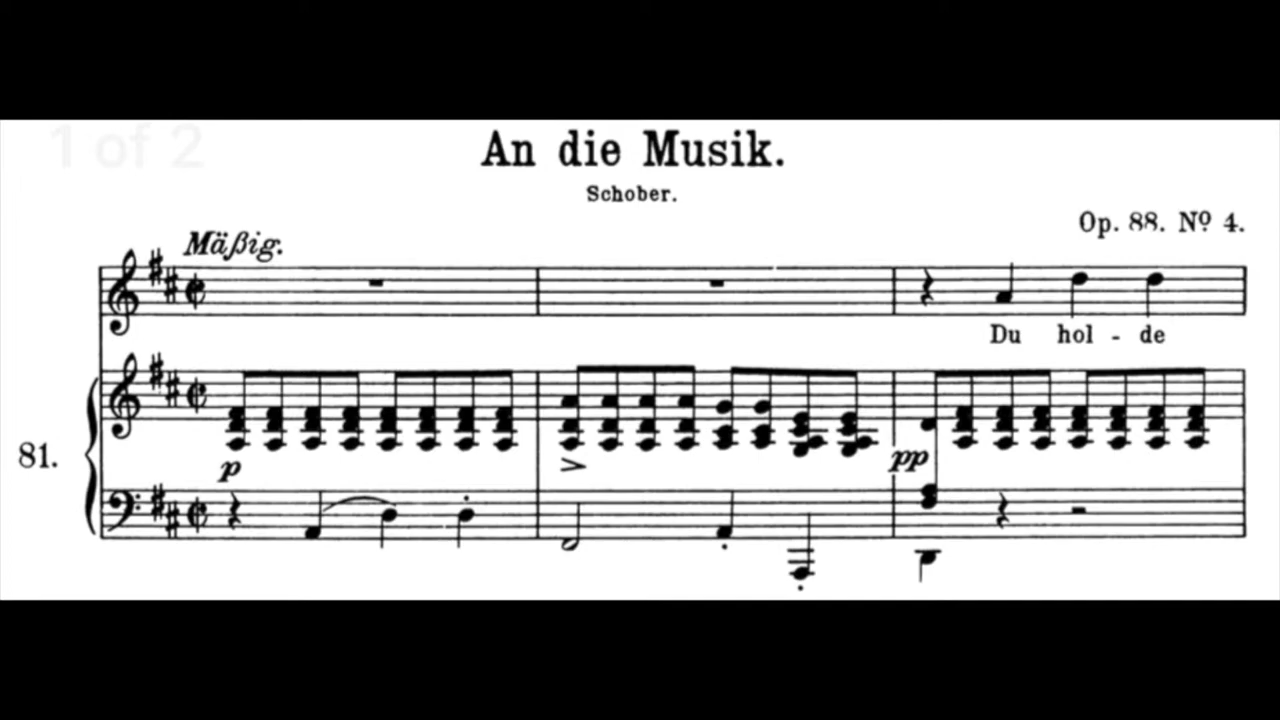 1 of 2
An die Musik.
Schober.
Op. 88. Nº 4.
Mäßig.
Du hol - de
81.
p
pp